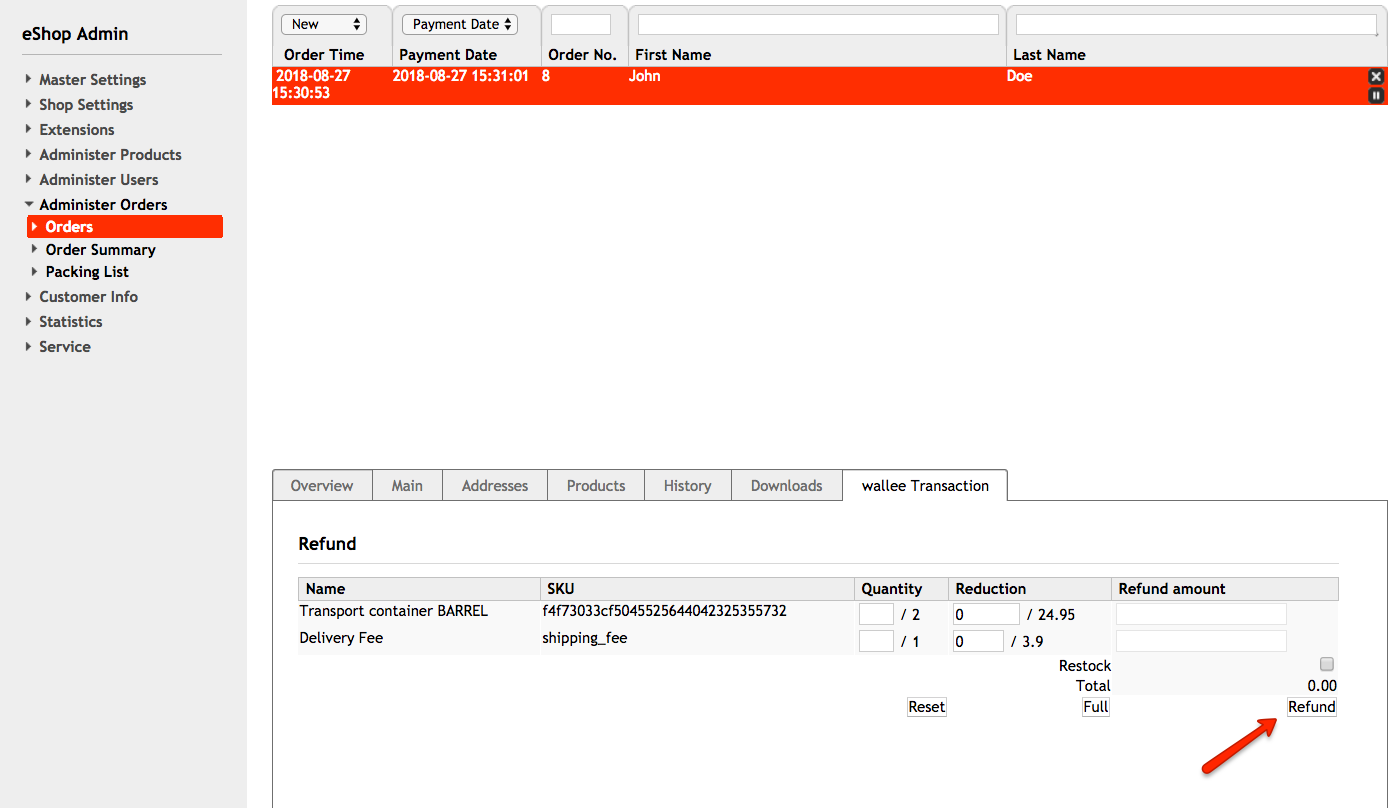 eShop Admin
Master Settings
Shop Settings
Extensions
Administer Products
Administer Users
Administer Orders
Orders
Order Summary
Packing List
Customer Info
Statistics
Service
New Payment Date
Order Time Payment Date Order No. First Name Last Name
2018-08-27 2018-08-27 15:31:01 8 John Doe
15:30:53
Overview Main Addresses Products History Downloads wallee Transaction
Refund
Name SKU Quantity Reduction Refund amount
Transport container BARREL f4f73033cf5045525644042325355732 / 2 0 / 24.95
Delivery Fee shipping_fee / 1 0 / 3.9
Restock
Total 0.00
Reset Full Refund